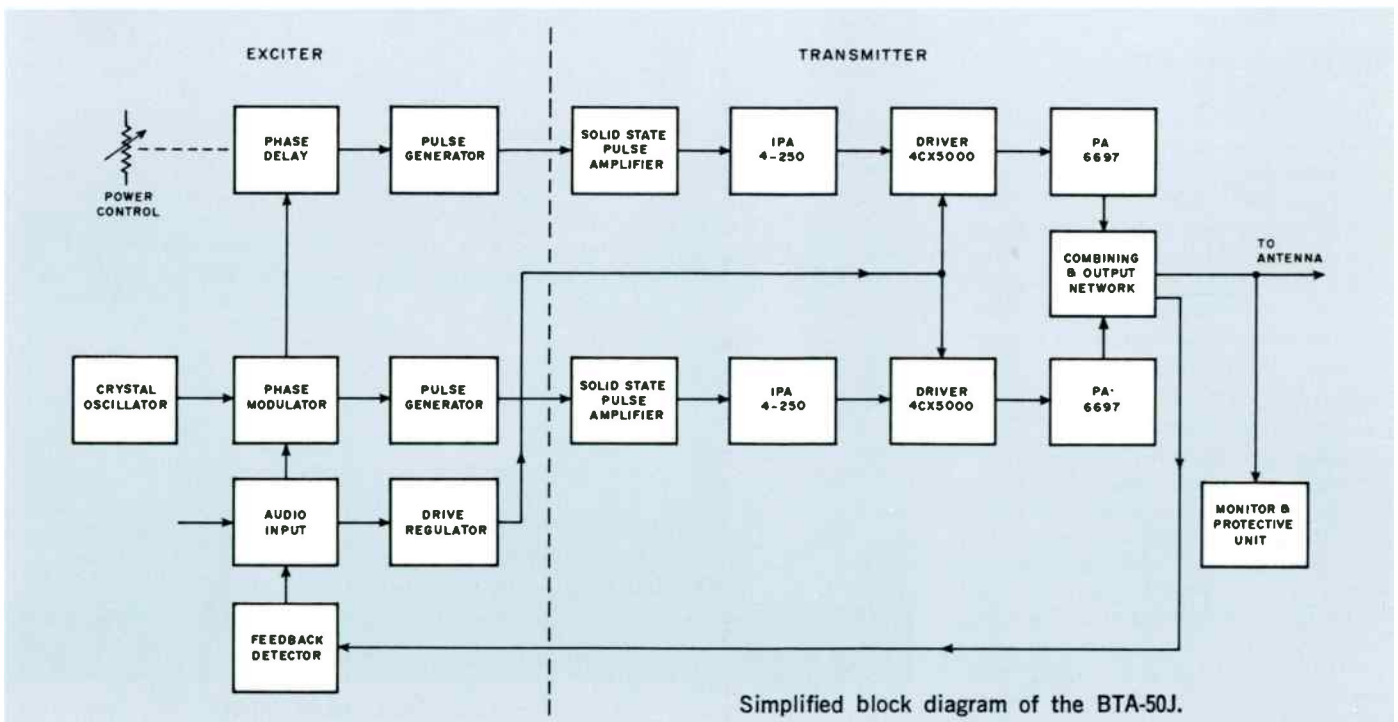 EXCITER
TRANSMITTER
POWER
CONTROL
PHASE
DELAY
PULSE
GENERATOR
SOLID STATE
PULSE
AMPLIFIER
IPA
4-250
DRIVER
4CX5000
PA
6697
COMBINING
& OUTPUT
NETWORK
TO
ANTENNA
CRYSTAL
OSCILLATOR
PHASE
MODULATOR
PULSE
GENERATOR
SOLID STATE
PULSE
AMPLIFIER
IPA
4-250
DRIVER
4CX5000
PA
6697
AUDIO
INPUT
DRIVE
REGULATOR
MONITOR &
PROTECTIVE
UNIT
FEEDBACK
DETECTOR
Simplified block diagram of the BTA-50J.